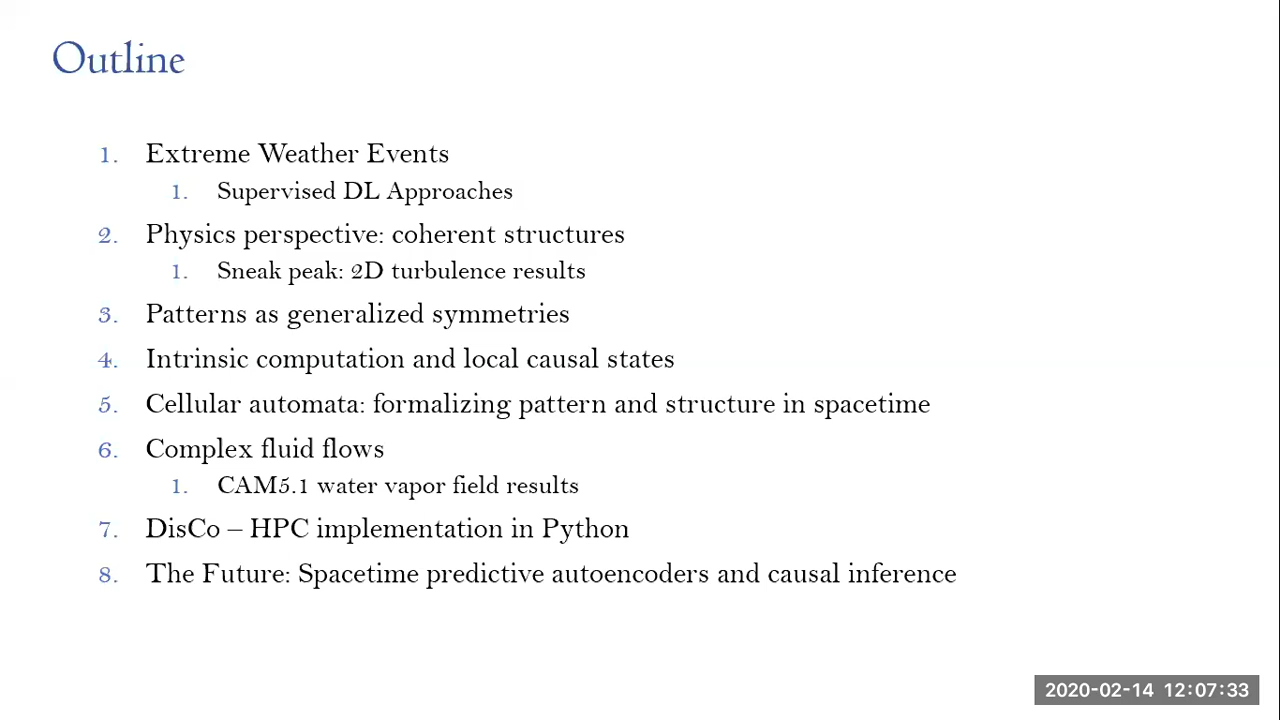 Outline
1. Extreme Weather Events
1. Supervised DL Approaches
2. Physics perspective: coherent structures
1. Sneak peak: 2D turbulence results
3. Patterns as generalized symmetries
4. Intrinsic computation and local causal states
5. Cellular automata: formalizing pattern and structure in spacetime
6. Complex fluid flows
1. CAM5.1 water vapor field results
7. DisCo – HPC implementation in Python
8. The Future: Spacetime predictive autoencoders and causal inference
2020-02-14 12:07:33